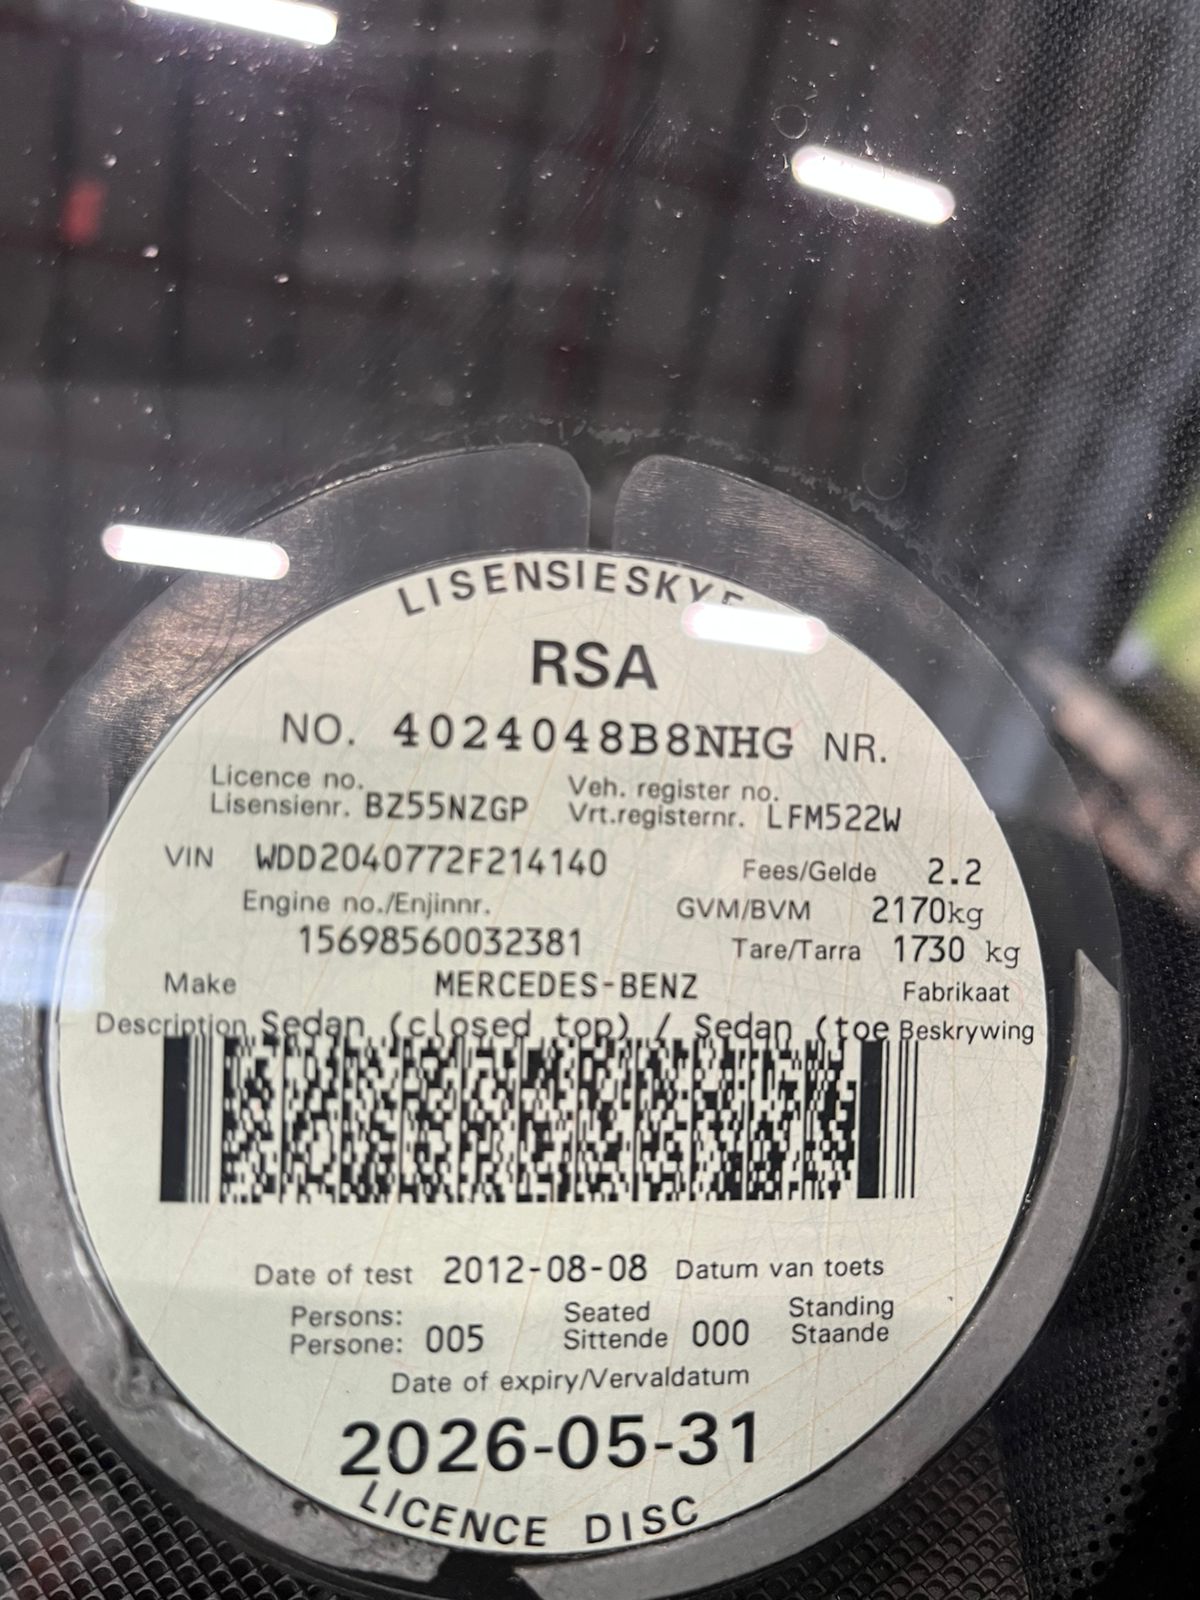 LISENSIESKYF
RSA
NO. 4024048B8NHG NR.
Licence no. Veh. register no.
Lisensienr. BZ55NZGP Vrt.registernr. LFM522W
VIN WDD2040772F214140 Fees/Gelde 2.2
Engine no./Enjinnr. GVM/BVM 2170kg
15698560032381 Tare/Tarra 1730 kg
Make MERCEDES-BENZ Fabrikaat
Description Sedan (closed top) / Sedan (toe Beskrywing
Date of test 2012-08-08 Datum van toets
Persons: Seated Standing
Persone: 005 Sittende 000 Staande
Date of expiry/Vervaldatum
2026-05-31
LICENCE DISC